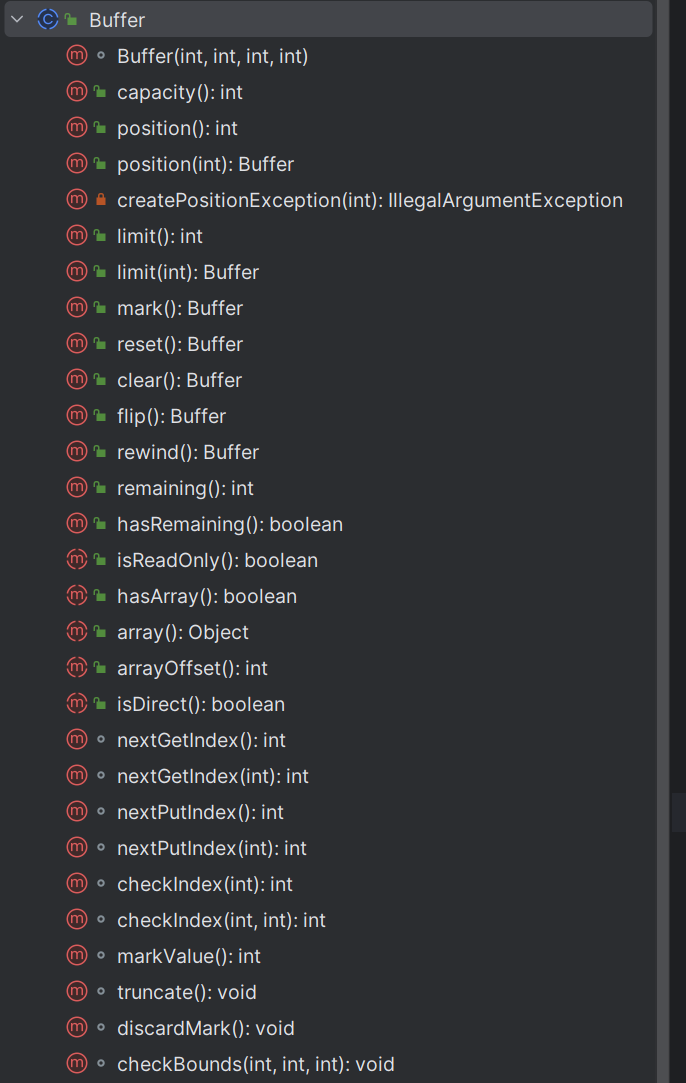 Buffer
Buffer(int, int, int, int)
capacity(): int
position(): int
position(int): Buffer
createPositionException(int): IllegalArgumentException
limit(): int
limit(int): Buffer
mark(): Buffer
reset(): Buffer
clear(): Buffer
flip(): Buffer
rewind(): Buffer
remaining(): int
hasRemaining(): boolean
isReadOnly(): boolean
hasArray(): boolean
array(): Object
arrayOffset(): int
isDirect(): boolean
nextGetIndex(): int
nextGetIndex(int): int
nextPutIndex(): int
nextPutIndex(int): int
checkIndex(int): int
checkIndex(int, int): int
markValue(): int
truncate(): void
discardMark(): void
checkBounds(int, int, int): void